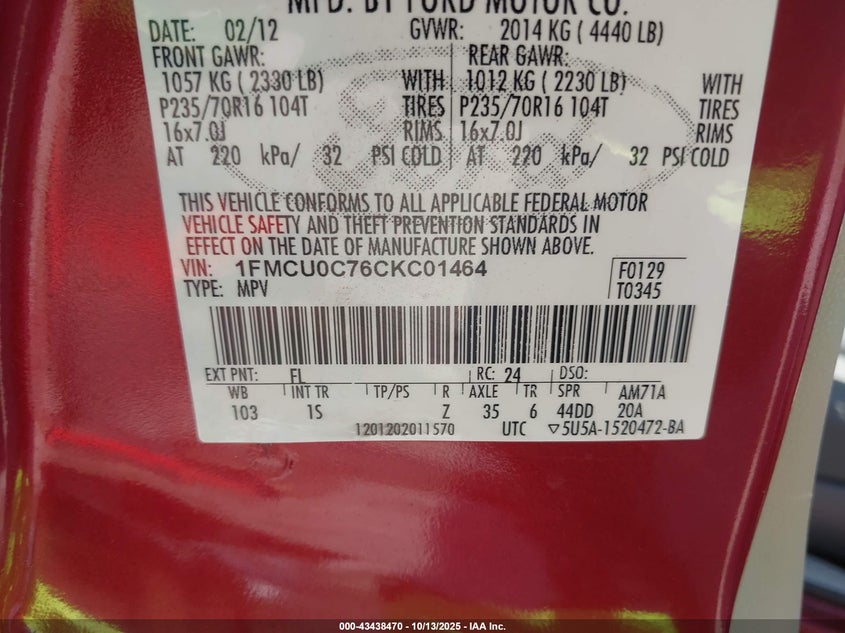 MFD. BY FORD MOTOR CO.
DATE: 02/12 GVWR: 2014 KG ( 4440 LB)
FRONT GAWR: REAR GAWR:
1057 KG ( 2330 LB) WITH 1012 KG ( 2230 LB) WITH
P235/70R16 104T TIRES P235/70R16 104T TIRES
16x7.0J RIMS 16x7.0J RIMS
AT 220 kPa/ 32 PSI COLD AT 220 kPa/ 32 PSI COLD
THIS VEHICLE CONFORMS TO ALL APPLICABLE FEDERAL MOTOR
VEHICLE SAFETY AND THEFT PREVENTION STANDARDS IN
EFFECT ON THE DATE OF MANUFACTURE SHOWN ABOVE.
VIN: 1FMCU0C76CKC01464 F0129
TYPE: MPV T0345
EXT PNT: FL RC: 24 DSO:
WB INT TR TP/PS R AXLE TR SPR AM71A
103 1S Z 35 6 44DD 20A
1201202011570 UTC ▽5U5A-1520472-BA
000-43438470 - 10/13/2025 - IAA Inc.